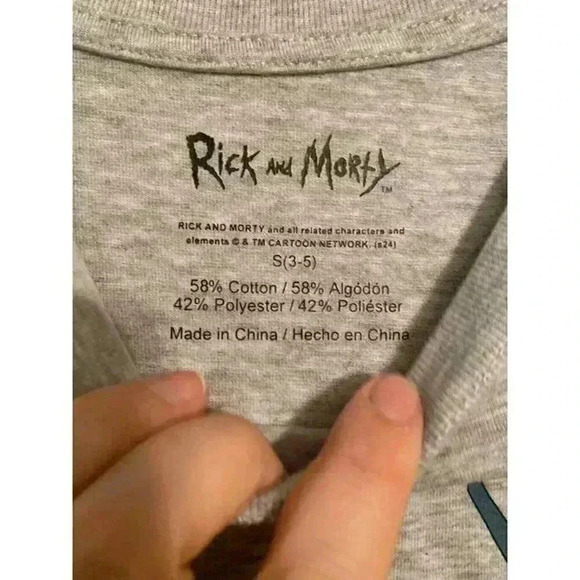 Rick AND Morty
TM
RICK AND MORTY and all related characters and
elements © & TM CARTOON NETWORK. (s24)
S(3-5)
58% Cotton / 58% Algódón
42% Polyester / 42% Poliéster
Made in China / Hecho en China